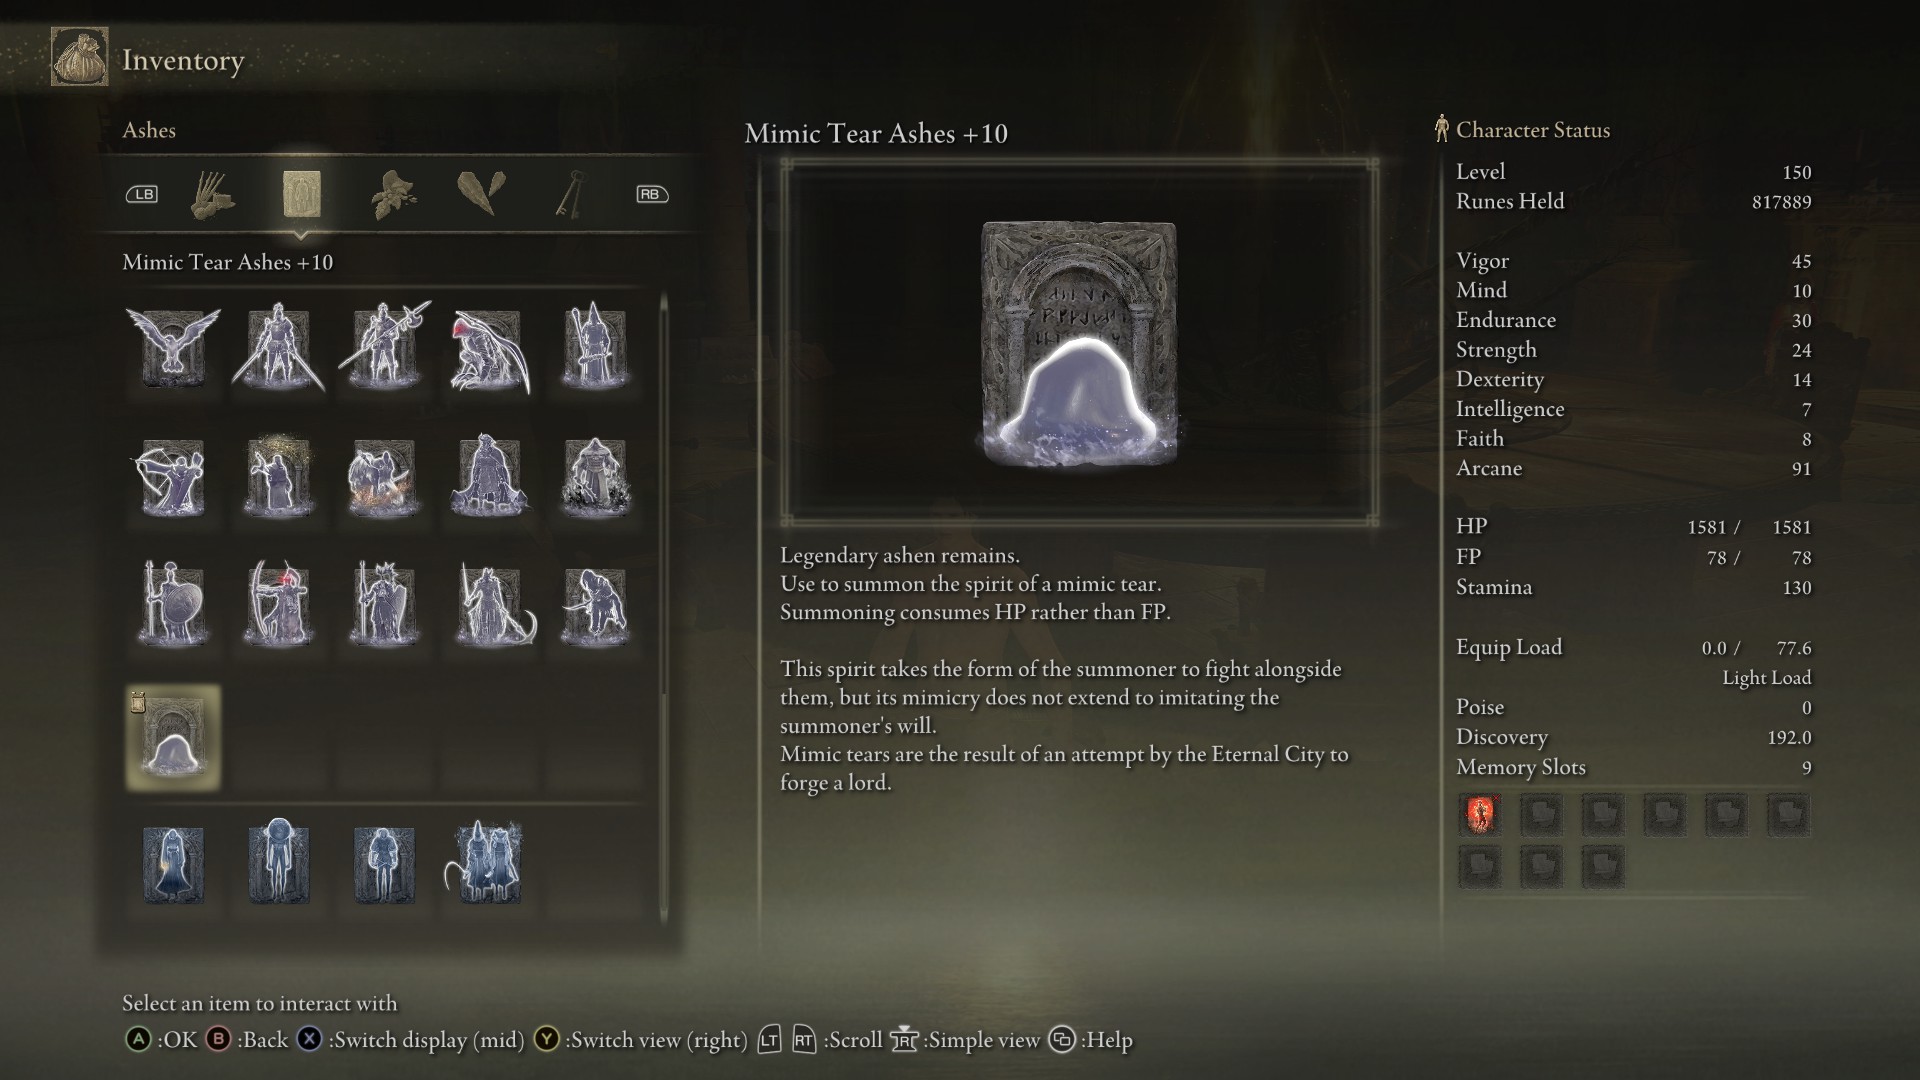 Inventory
Ashes
LB
RB
Mimic Tear Ashes +10
Mimic Tear Ashes +10
Legendary ashen remains.
Use to summon the spirit of a mimic tear.
Summoning consumes HP rather than FP.
This spirit takes the form of the summoner to fight alongside
them, but its mimicry does not extend to imitating the
summoner's will.
Mimic tears are the result of an attempt by the Eternal City to
forge a lord.
Character Status
Level 150
Runes Held 817889
Vigor 45
Mind 10
Endurance 30
Strength 24
Dexterity 14
Intelligence 7
Faith 8
Arcane 91
HP 1581 / 1581
FP 78 / 78
Stamina 130
Equip Load 0.0 / 77.6
Light Load
Poise 0
Discovery 192.0
Memory Slots 9
Select an item to interact with
A :OK B :Back X :Switch display (mid) Y :Switch view (right) LT RT :Scroll R :Simple view :Help